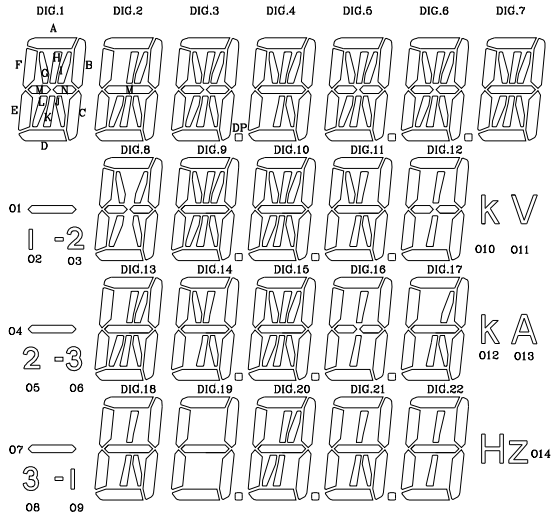 DIG.1 DIG.2 DIG.3 DIG.4 DIG.5 DIG.6 DIG.7
A
H
F G I B
M N M
L J
E K C
DP
D
DIG.8 DIG.9 DIG.10 DIG.11 DIG.12
O1
1 -2 k V
O2 O3 O10 O11
DIG.13 DIG.14 DIG.15 DIG.16 DIG.17
O4
2 -3 k A
O5 O6 O12 O13
DIG.18 DIG.19 DIG.20 DIG.21 DIG.22
O7
Hz O14
3 -1
O8 O9